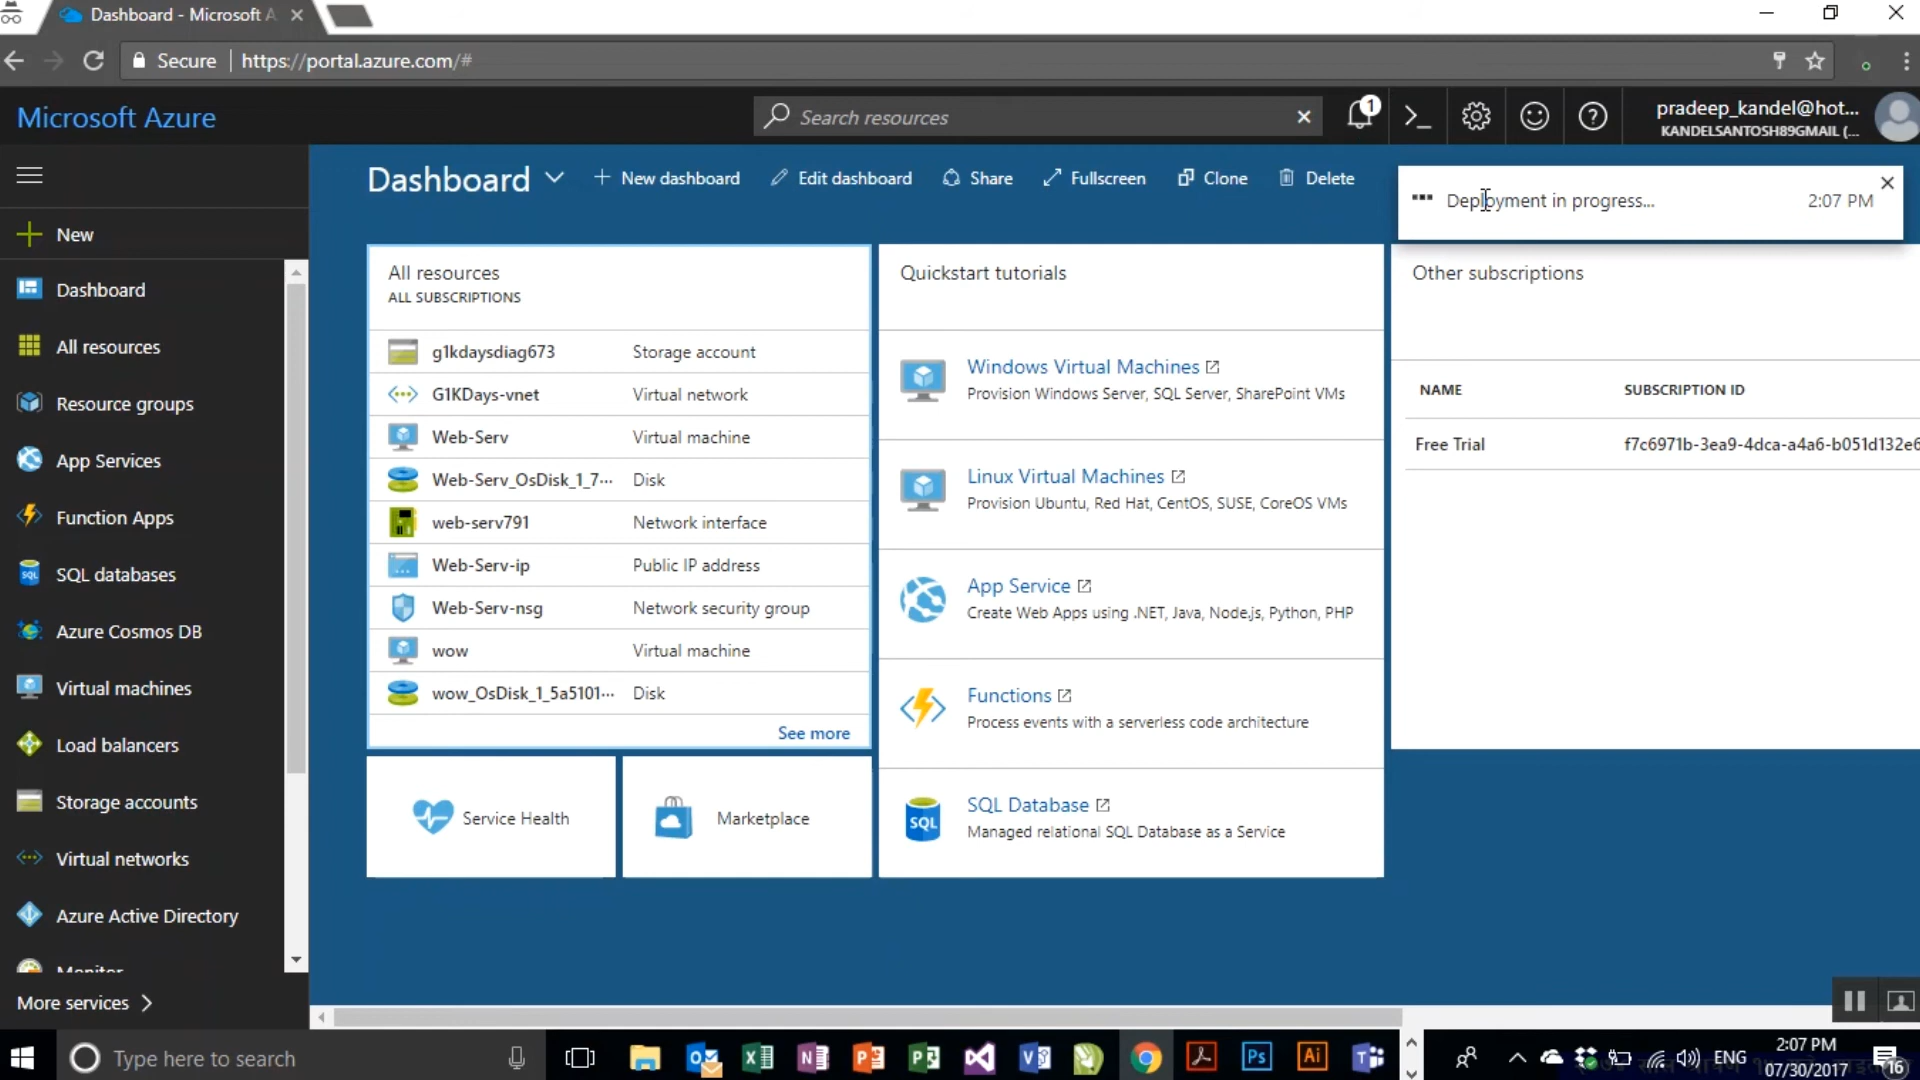 Dashboard - Microsoft A
Secure
https://portal.azure.com/#
Microsoft Azure
Search resources
1
pradeep_kandel@hot...
KANDELSANTOSH89GMAIL (...
New
Dashboard
All resources
Resource groups
App Services
Function Apps
SQL databases
Azure Cosmos DB
Virtual machines
Load balancers
Storage accounts
Virtual networks
Azure Active Directory
Monitor
More services
Dashboard
New dashboard
Edit dashboard
Share
Fullscreen
Clone
Delete
Deployment in progress...
2:07 PM
All resources
ALL SUBSCRIPTIONS
g1kdaysdiag673 Storage account
G1KDays-vnet Virtual network
Web-Serv Virtual machine
Web-Serv_OsDisk_1_7... Disk
web-serv791 Network interface
Web-Serv-ip Public IP address
Web-Serv-nsg Network security group
wow Virtual machine
wow_OsDisk_1_5a5101... Disk
See more
Service Health
Marketplace
Quickstart tutorials
Windows Virtual Machines
Provision Windows Server, SQL Server, SharePoint VMs
Linux Virtual Machines
Provision Ubuntu, Red Hat, CentOS, SUSE, CoreOS VMs
App Service
Create Web Apps using .NET, Java, Node.js, Python, PHP
Functions
Process events with a serverless code architecture
SQL
SQL Database
Managed relational SQL Database as a Service
Other subscriptions
NAME SUBSCRIPTION ID
Free Trial f7c6971b-3ea9-4dca-a4a6-b051d132e6
Type here to search
ENG
2:07 PM
07/30/2017
16